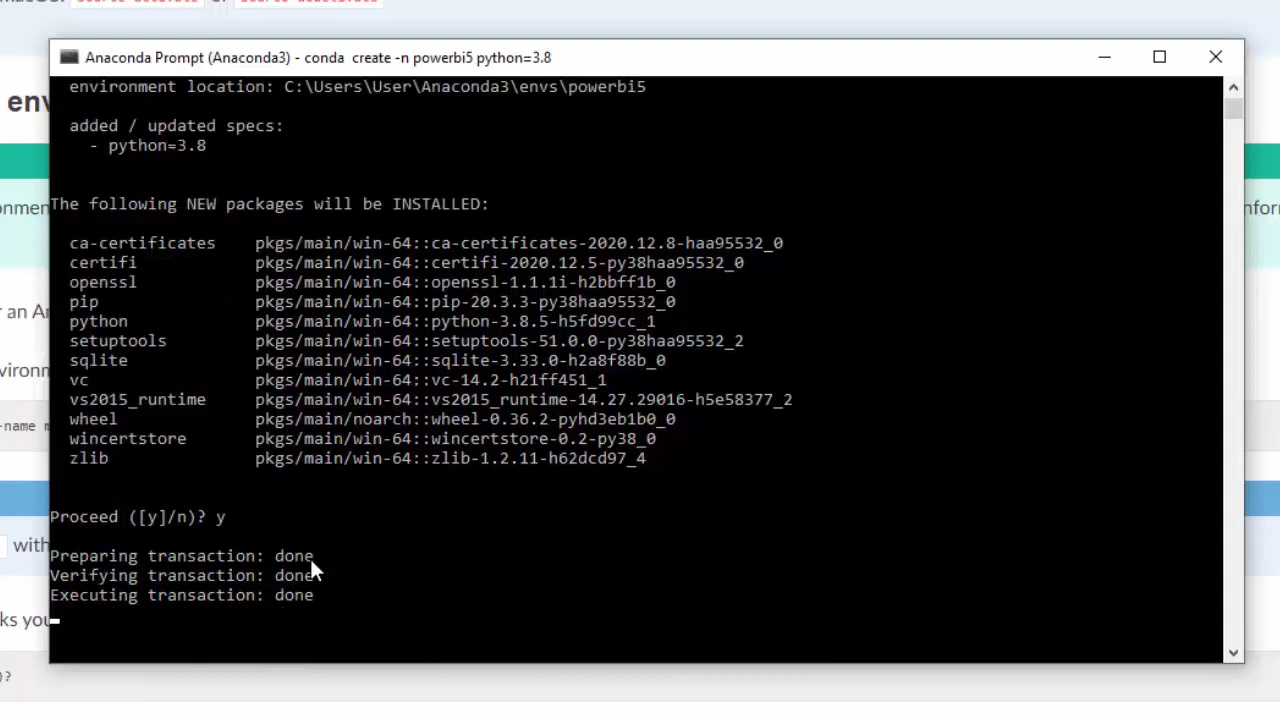 Anaconda Prompt (Anaconda3) - conda  create -n powerbi5 python=3.8
environment location: C:\Users\User\Anaconda3\envs\powerbi5
added / updated specs:
- python=3.8
The following NEW packages will be INSTALLED:
ca-certificates    pkgs/main/win-64::ca-certificates-2020.12.8-haa95532_0
certifi            pkgs/main/win-64::certifi-2020.12.5-py38haa95532_0
openssl            pkgs/main/win-64::openssl-1.1.1i-h2bbff1b_0
pip                pkgs/main/win-64::pip-20.3.3-py38haa95532_0
python             pkgs/main/win-64::python-3.8.5-h5fd99cc_1
setuptools         pkgs/main/win-64::setuptools-51.0.0-py38haa95532_2
sqlite             pkgs/main/win-64::sqlite-3.33.0-h2a8f88b_0
vc                 pkgs/main/win-64::vc-14.2-h21ff451_1
vs2015_runtime     pkgs/main/win-64::vs2015_runtime-14.27.29016-h5e58377_2
wheel              pkgs/main/noarch::wheel-0.36.2-pyhd3eb1b0_0
wincertstore       pkgs/main/win-64::wincertstore-0.2-py38_0
zlib               pkgs/main/win-64::zlib-1.2.11-h62dcd97_4
Proceed ([y]/n)? y
Preparing transaction: done
Verifying transaction: done
Executing transaction: done
with